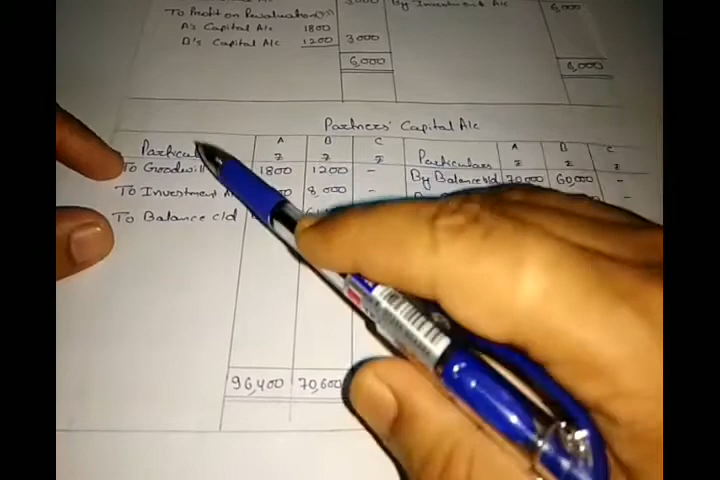 3000 By Investment A/c 6,000
To Profit on Revaluation
A's Capital A/c 1800
B's Capital A/c 1200 3000
6,000 6,000
Partners' Capital A/c
Particulars A B C Particulars A B C
₹ ₹ ₹ ₹ ₹ ₹
To Goodwill 1800 1200 - By Balance b/d 70,000 60,000 -
To Investment 8,000 - -
To Balance c/d
96,400 70,600